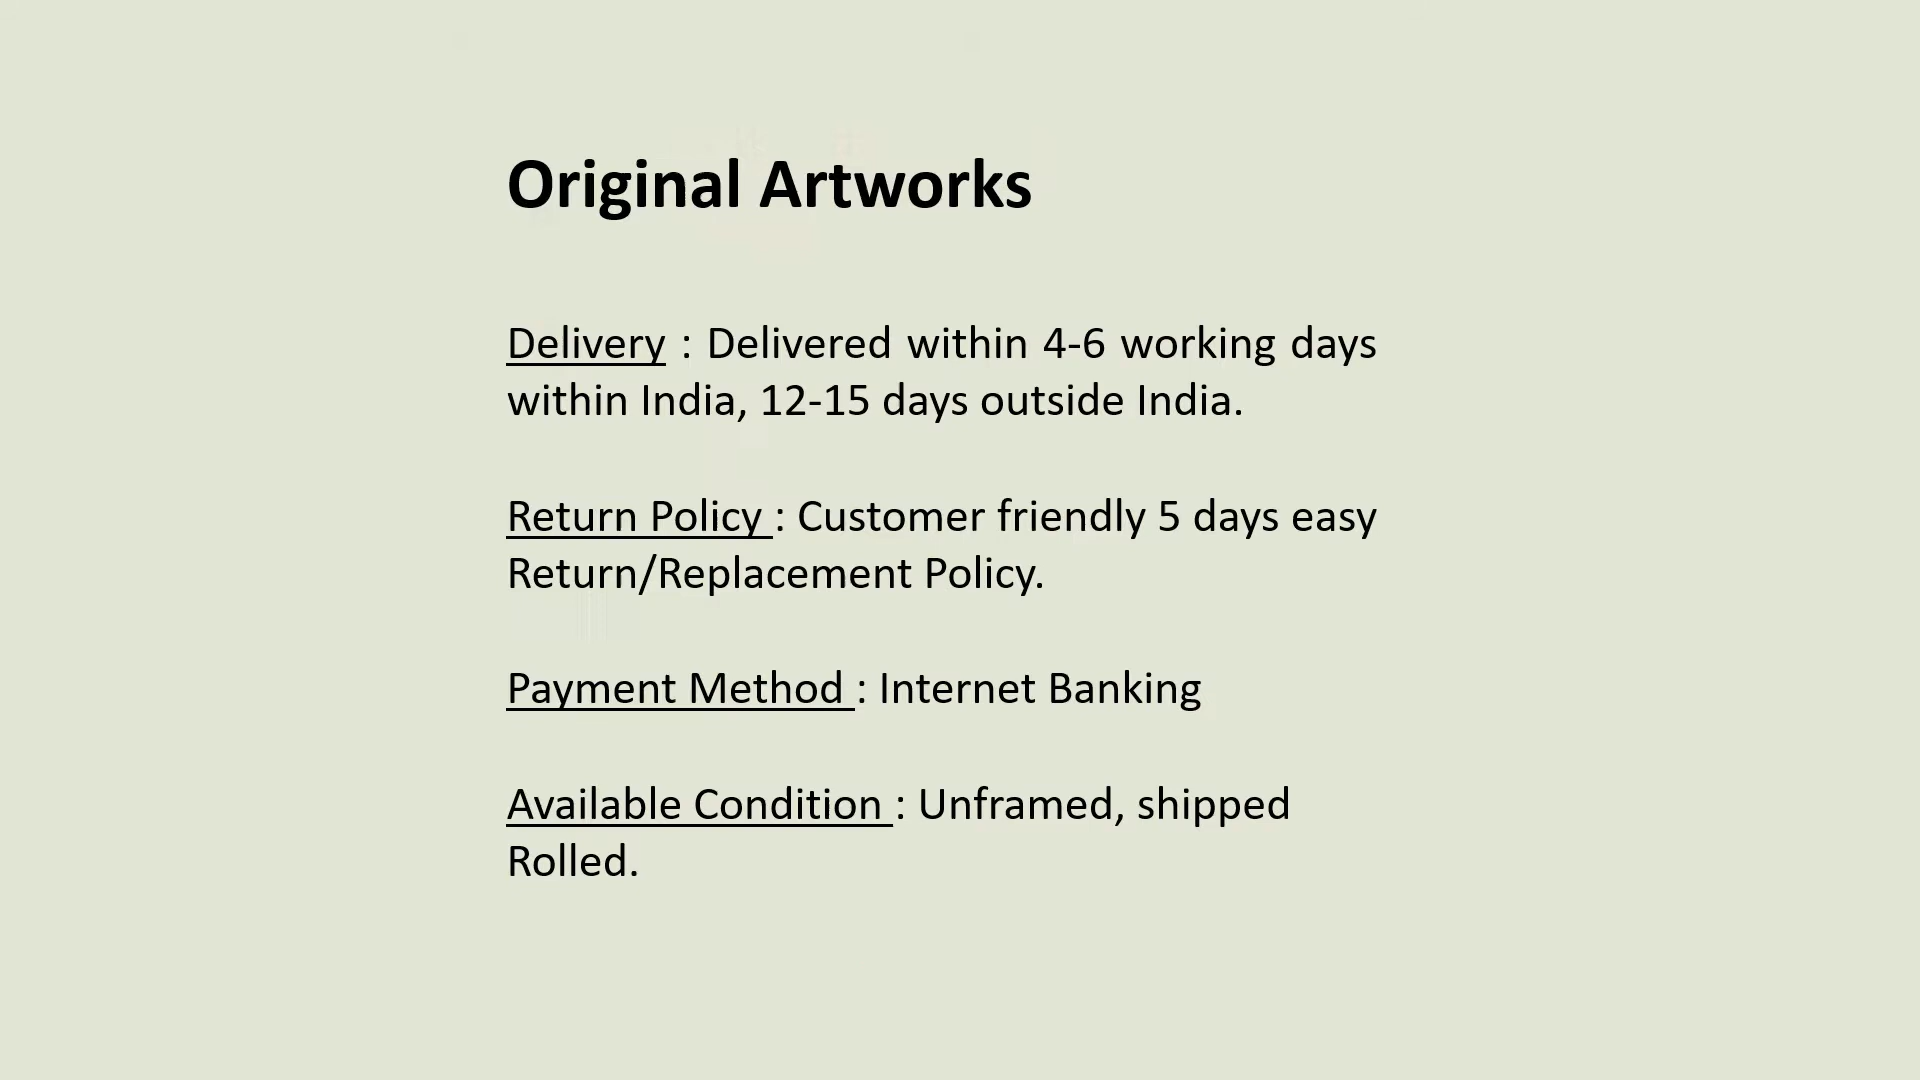 Original Artworks
Delivery : Delivered within 4-6 working days
within India, 12-15 days outside India.
Return Policy : Customer friendly 5 days easy
Return/Replacement Policy.
Payment Method : Internet Banking
Available Condition : Unframed, shipped
Rolled.